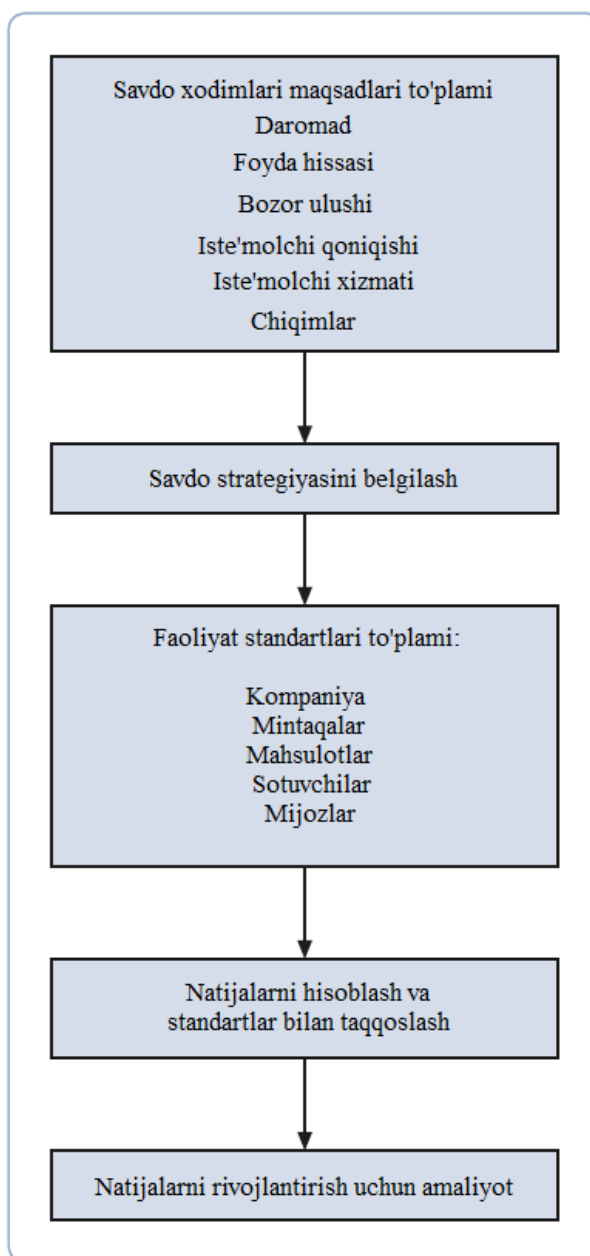 Savdo xodimlari maqsadlari to'plami
Daromad
Foyda hissasi
Bozor ulushi
Iste'molchi qoniqishi
Iste'molchi xizmati
Chiqimlar
Savdo strategiyasini belgilash
Faoliyat standartlari to'plami:
Kompaniya
Mintaqalar
Mahsulotlar
Sotuvchilar
Mijozlar
Natijalarni hisoblash va
standartlar bilan taqqoslash
Natijalarni rivojlantirish uchun amaliyot